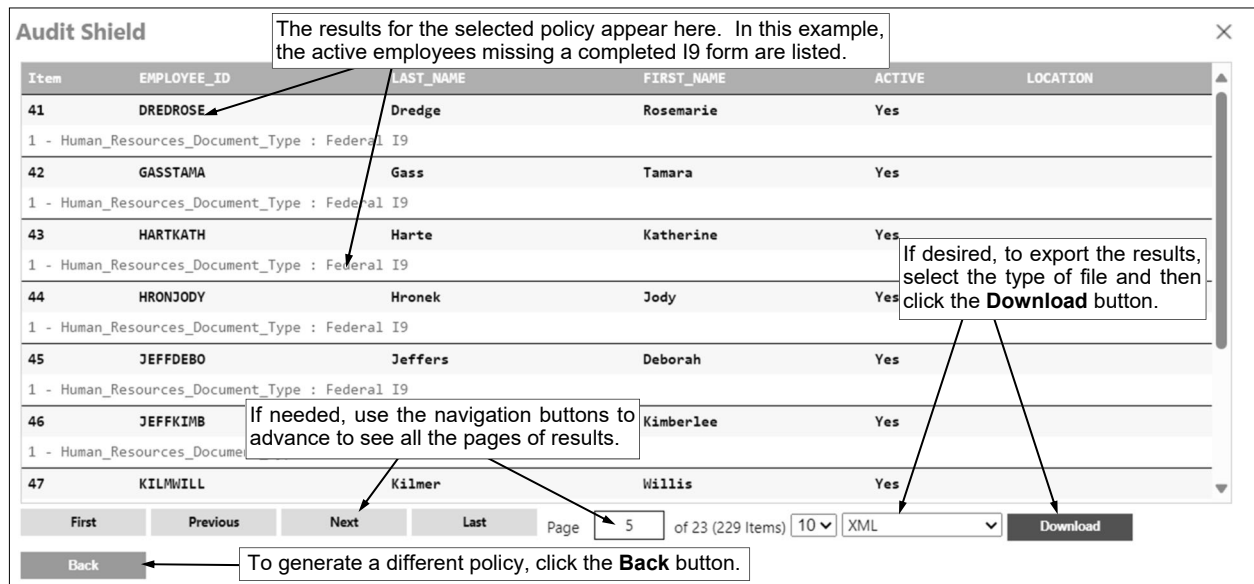 Audit Shield
The results for the selected policy appear here. In this example,
the active employees missing a completed I9 form are listed.
Item EMPLOYEE_ID LAST_NAME FIRST_NAME ACTIVE LOCATION
41 DREDROSE Dredge Rosemarie Yes
1 - Human_Resources_Document_Type : Federal I9
42 GASSTAMA Gass Tamara Yes
1 - Human_Resources_Document_Type : Federal I9
43 HARTKATH Harte Katherine Yes
1 - Human_Resources_Document_Type : Federal I9
If desired, to export the results,
select the type of file and then
click the Download button.
44 HRONJODY Hronek Jody Yes
1 - Human_Resources_Document_Type : Federal I9
45 JEFFDEBO Jeffers Deborah Yes
1 - Human_Resources_Document_Type : Federal I9
If needed, use the navigation buttons to
advance to see all the pages of results.
46 JEFFKIMB Kimberlee Yes
1 - Human_Resources_Docume
47 KILMWILL Kilmer Willis Yes
First Previous Next Last Page 5 of 23 (229 Items) 10 XML Download
Back
To generate a different policy, click the Back button.